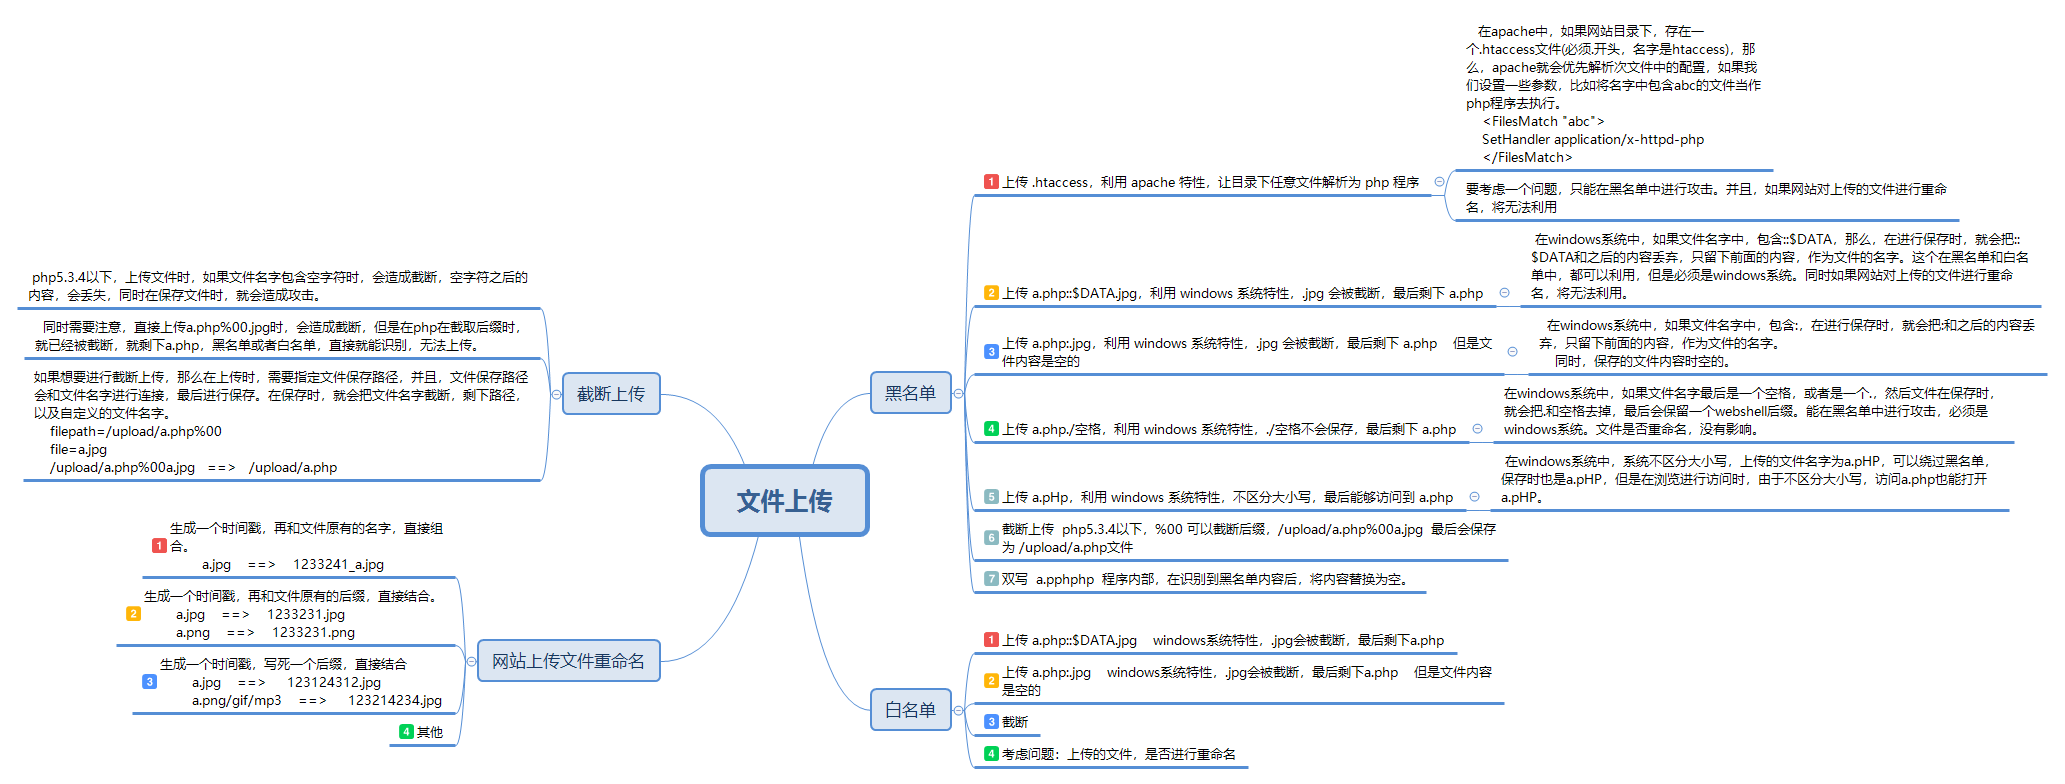 文件上传
黑名单
1 上传 .htaccess，利用 apache 特性，让目录下任意文件解析为 php 程序
在apache中，如果网站目录下，存在一
个.htaccess文件(必须.开头，名字是htaccess)，那
么，apache就会优先解析次文件中的配置，如果我
们设置一些参数，比如将名字中包含abc的文件当作
php程序去执行。
<FilesMatch "abc">
SetHandler application/x-httpd-php
</FilesMatch>
要考虑一个问题，只能在黑名单中进行攻击。并且，如果网站对上传的文件进行重命
名，将无法利用
2 上传 a.php::$DATA.jpg，利用 windows 系统特性，.jpg 会被截断，最后剩下 a.php
在windows系统中，如果文件名字中，包含::$DATA，那么，在进行保存时，就会把::
$DATA和之后的内容丢弃，只留下前面的内容，作为文件的名字。这个在黑名单和白名
单中，都可以利用，但是必须是windows系统。同时如果网站对上传的文件进行重命
名，将无法利用。
3 上传 a.php:.jpg，利用 windows 系统特性，.jpg 会被截断，最后剩下 a.php 但是文
件内容是空的
在windows系统中，如果文件名字中，包含:，在进行保存时，就会把:和之后的内容丢
弃，只留下前面的内容，作为文件的名字。
同时，保存的文件内容时空的。
4 上传 a.php./空格，利用 windows 系统特性，./空格不会保存，最后剩下 a.php
在windows系统中，如果文件名字最后是一个空格，或者是一个.，然后文件在保存时，
就会把.和空格去掉，最后会保留一个webshell后缀。能在黑名单中进行攻击，必须是
windows系统。文件是否重命名，没有影响。
5 上传 a.pHp，利用 windows 系统特性，不区分大小写，最后能够访问到 a.php
在windows系统中，系统不区分大小写，上传的文件名字为a.pHP，可以绕过黑名单，
保存时也是a.pHP，但是在浏览进行访问时，由于不区分大小写，访问a.php也能打开
a.pHP。
6 截断上传 php5.3.4以下，%00 可以截断后缀，/upload/a.php%00a.jpg 最后会保存
为 /upload/a.php文件
7 双写 a.pphphp 程序内部，在识别到黑名单内容后，将内容替换为空。
白名单
1 上传 a.php::$DATA.jpg windows系统特性，.jpg会被截断，最后剩下a.php
2 上传 a.php:.jpg windows系统特性，.jpg会被截断，最后剩下a.php 但是文件内容
是空的
3 截断
4 考虑问题：上传的文件，是否进行重命名
截断上传
php5.3.4以下，上传文件时，如果文件名字包含空字符时，会造成截断，空字符之后的
内容，会丢失，同时在保存文件时，就会造成攻击。
同时需要注意，直接上传a.php%00.jpg时，会造成截断，但是在php在截取后缀时，
就已经被截断，就剩下a.php，黑名单或者白名单，直接就能识别，无法上传。
如果想要进行截断上传，那么在上传时，需要指定文件保存路径，并且，文件保存路径
会和文件名字进行连接，最后进行保存。在保存时，就会把文件名字截断，剩下路径，
以及自定义的文件名字。
filepath=/upload/a.php%00
file=a.jpg
/upload/a.php%00a.jpg ==> /upload/a.php
网站上传文件重命名
1 生成一个时间戳，再和文件原有的名字，直接组
合。
a.jpg ==> 1233241_a.jpg
2 生成一个时间戳，再和文件原有的后缀，直接结合。
a.jpg ==> 1233231.jpg
a.png ==> 1233231.png
3 生成一个时间戳，写死一个后缀，直接结合
a.jpg ==> 123124312.jpg
a.png/gif/mp3 ==> 123214234.jpg
4 其他